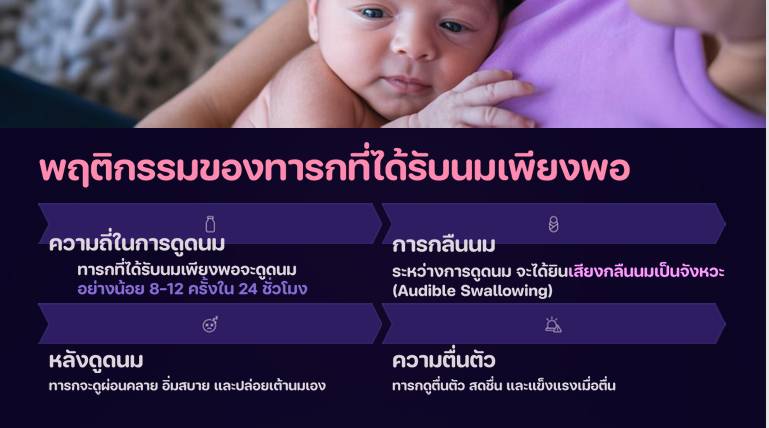 พฤติกรรมของทารกที่ได้รับนมเพียงพอ
ความถี่ในการดูดนม
ทารกที่ได้รับนมเพียงพอจะดูดนม
อย่างน้อย 8-12 ครั้งใน 24 ชั่วโมง
การกลืนนม
ระหว่างการดูดนม จะได้ยินเสียงกลืนนมเป็นจังหวะ
(Audible Swallowing)
หลังดูดนม
ทารกจะดูผ่อนคลาย อิ่มสบาย และปล่อยเต้านมเอง
ความตื่นตัว
ทารกดูตื่นตัว สดชื่น และแข็งแรงเมื่อตื่น